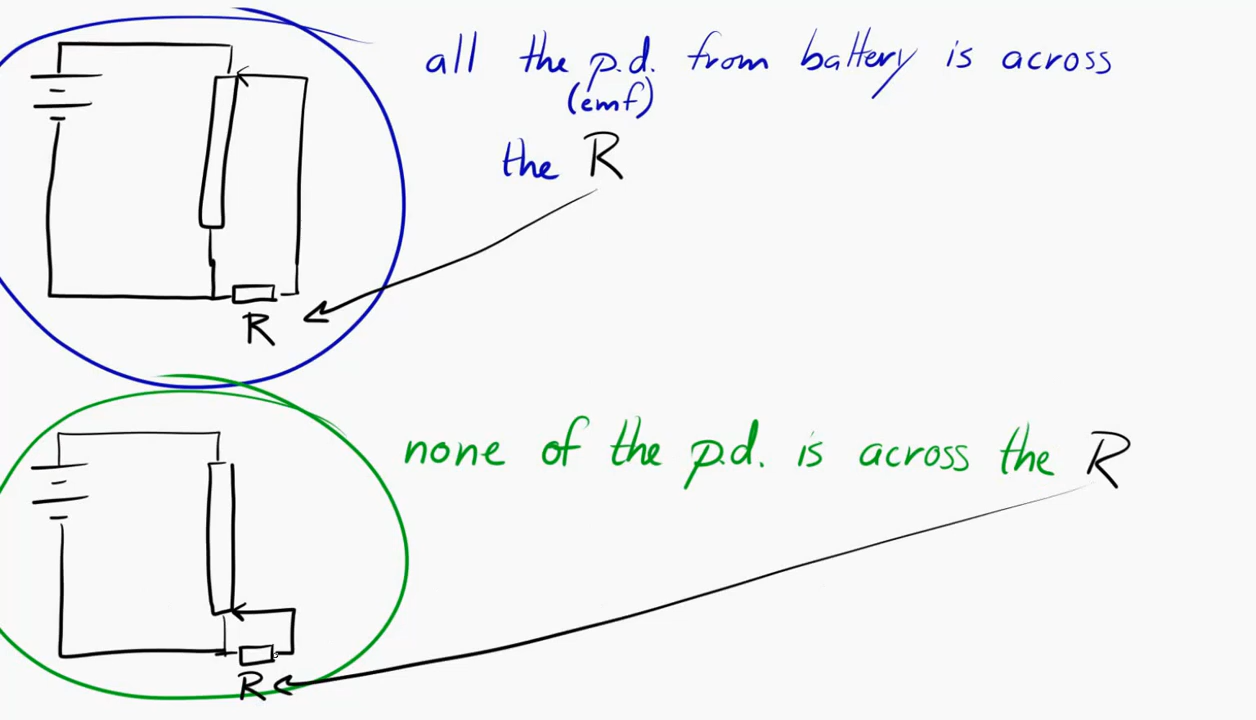 all the p.d. from battery is across
(emf)
the R
R
none of the p.d. is across the R
R